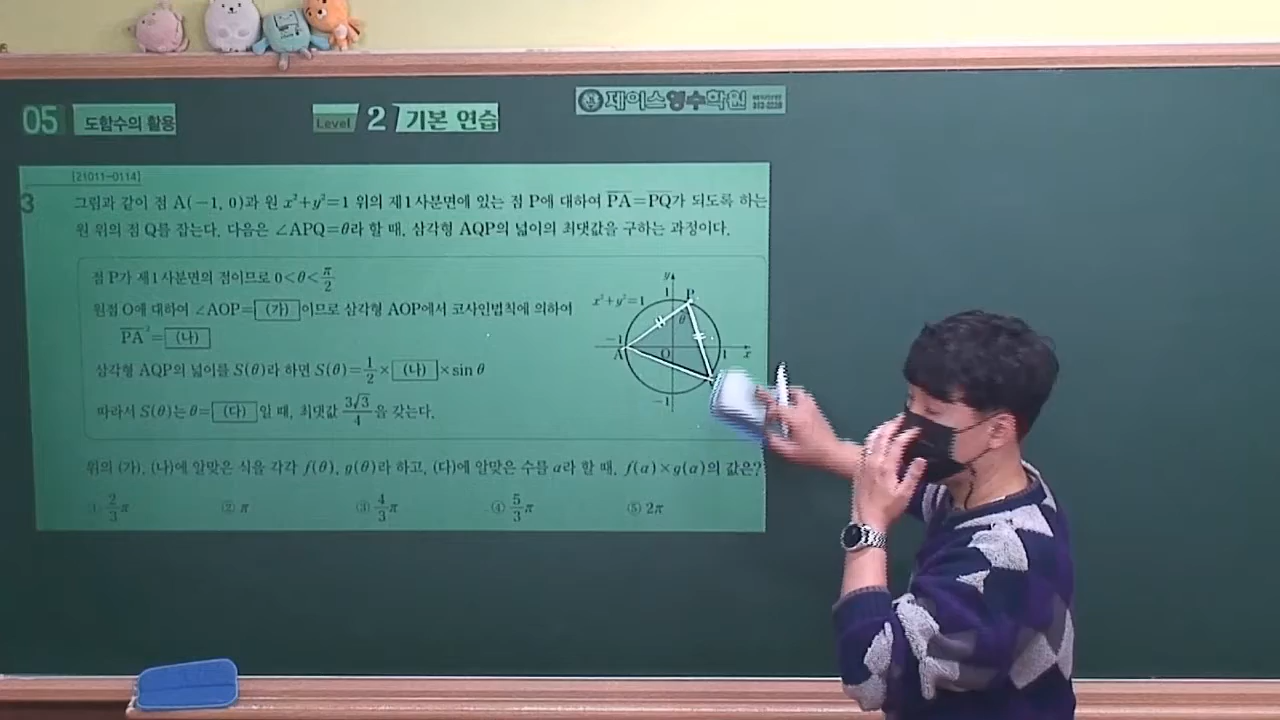 05 도함수의 활용
Level 2 기본 연습
제이스영수학원
[21011-0114]
3
그림과 같이 점 A(-1, 0)과 원 x²+y²=1 위의 제1사분면에 있는 점 P에 대하여 PA=PQ가 되도록 하는
원 위의 점 Q를 잡는다. 다음은 ∠APQ=θ라 할 때, 삼각형 AQP의 넓이의 최댓값을 구하는 과정이다.
점 P가 제1사분면의 점이므로 0<θ<π/2
원점 O에 대하여 ∠AOP= (가) 이므로 삼각형 AOP에서 코사인법칙에 의하여
PA²= (나)
삼각형 AQP의 넓이를 S(θ)라 하면 S(θ)=1/2× (나) ×sin θ
따라서 S(θ)는 θ= (다) 일 때, 최댓값 3√3/4을 갖는다.
y
x²+y²=1
1
P
θ
-1
A
O
1
x
-1
위의 (가), (나)에 알맞은 식을 각각 f(θ), g(θ)라 하고, (다)에 알맞은 수를 a라 할 때, f(a)×g(a)의 값은?
① 2/3π ② π ③ 4/3π ④ 5/3π ⑤ 2π